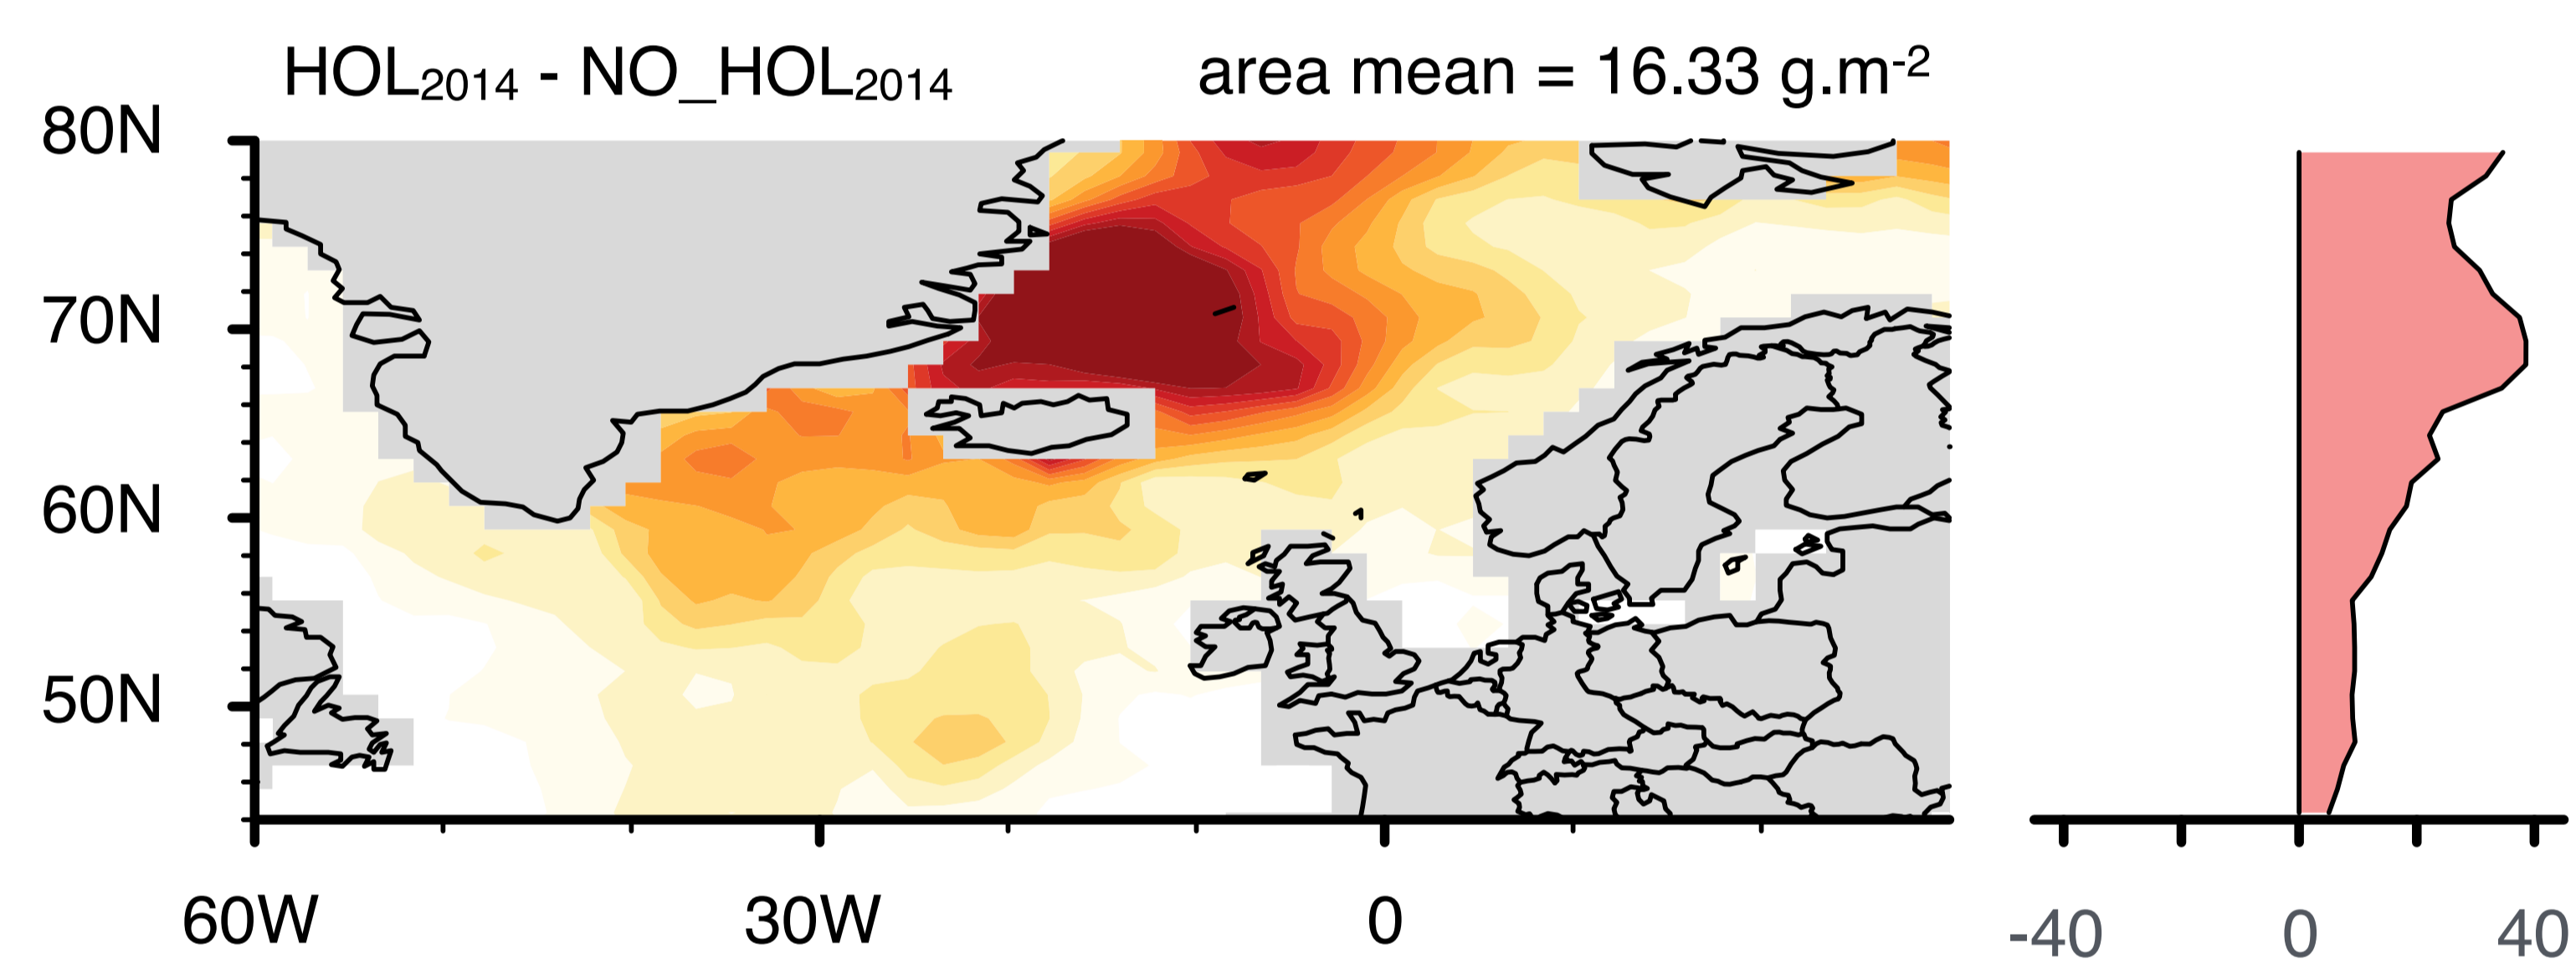 HOL2014 - NO_HOL2014 area mean = 16.33 g.m-2
80N
70N
60N
50N
60W 30W 0 -40 0 40